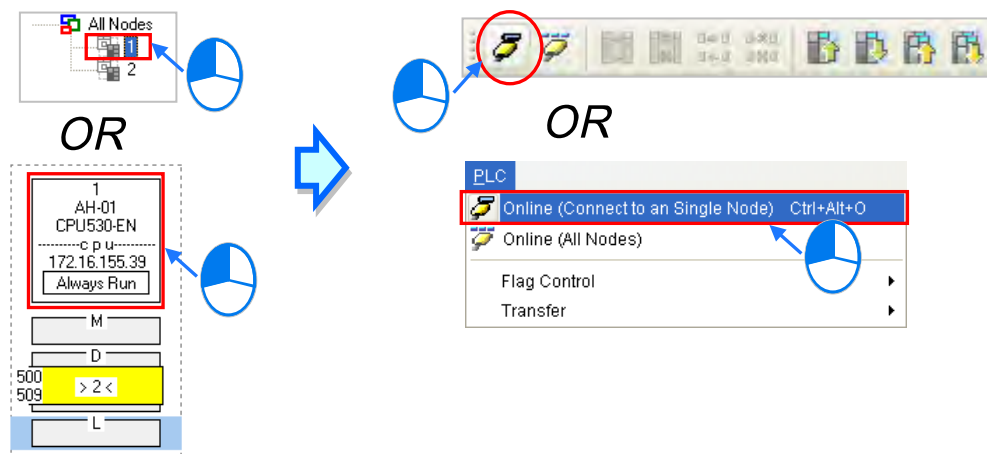 All Nodes
1
2
OR
1
AH-01
CPU530-EN
c p u
172.16.155.39
Always Run
M
D
500
509
> 2 <
L
OR
PLC
Online (Connect to an Single Node) Ctrl+Alt+O
Online (All Nodes)
Flag Control
Transfer